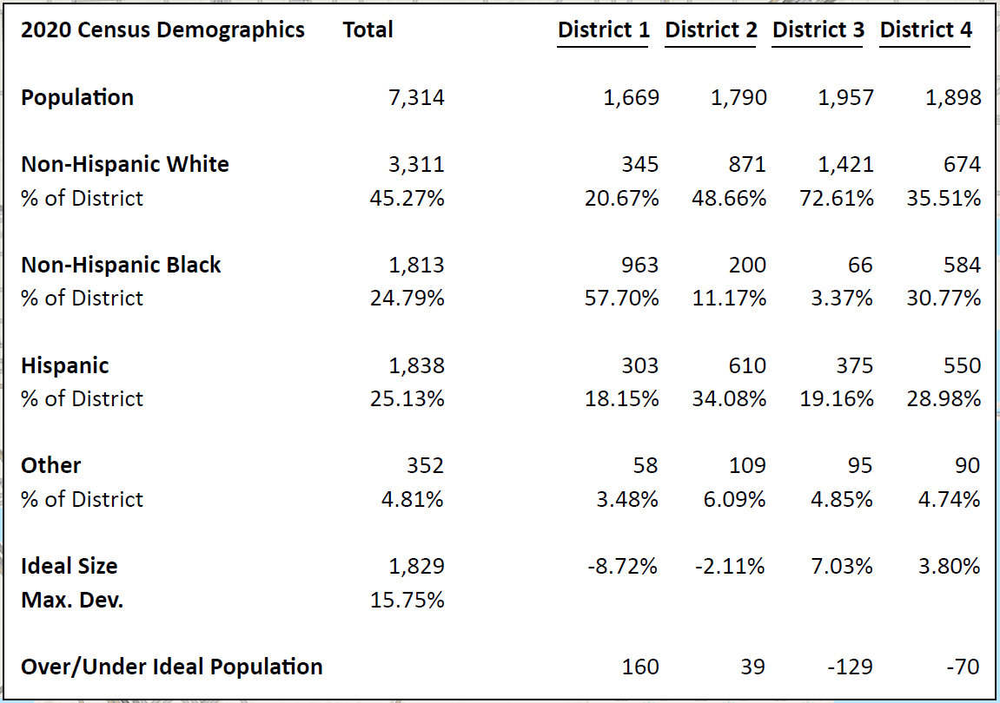 2020 Census Demographics Total District 1 District 2 District 3 District 4
Population 7,314 1,669 1,790 1,957 1,898
Non-Hispanic White 3,311 345 871 1,421 674
% of District 45.27% 20.67% 48.66% 72.61% 35.51%
Non-Hispanic Black 1,813 963 200 66 584
% of District 24.79% 57.70% 11.17% 3.37% 30.77%
Hispanic 1,838 303 610 375 550
% of District 25.13% 18.15% 34.08% 19.16% 28.98%
Other 352 58 109 95 90
% of District 4.81% 3.48% 6.09% 4.85% 4.74%
Ideal Size 1,829 -8.72% -2.11% 7.03% 3.80%
Max. Dev. 15.75%
Over/Under Ideal Population 160 39 -129 -70